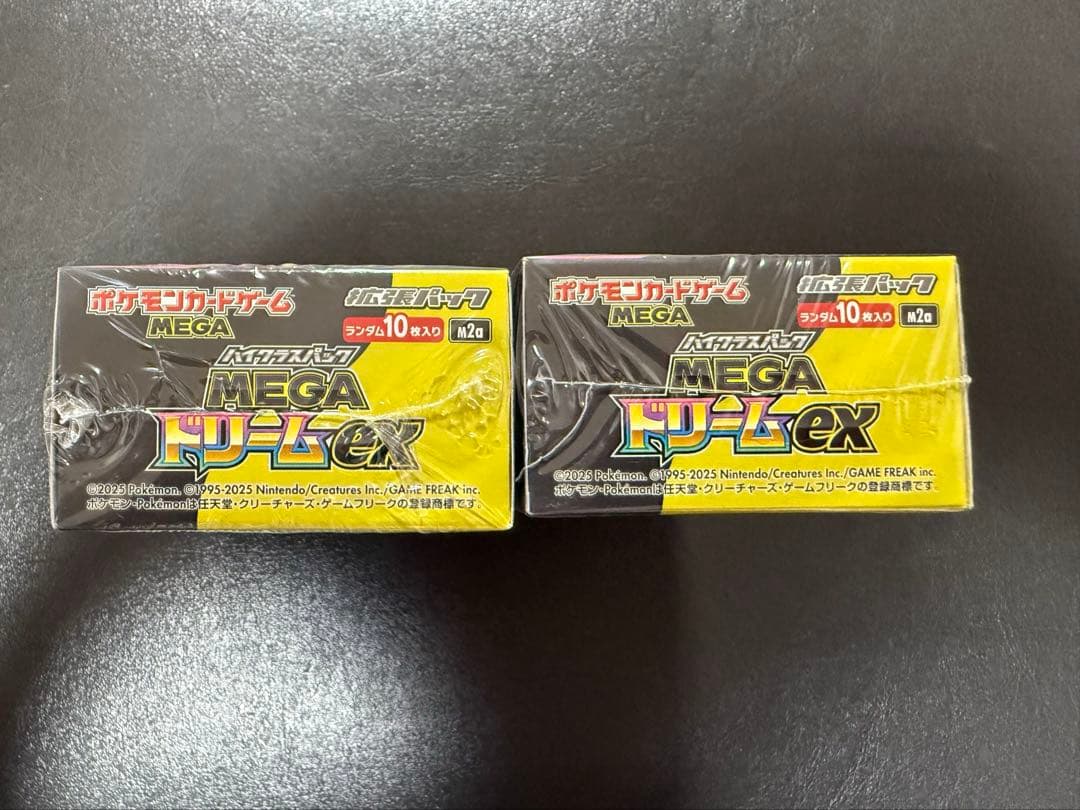 ポケモンカードゲーム
MEGA
拡張パック
ランダム10枚入り M2a
ハイクラスパック
MEGA
ドリームex
©2025 Pokémon. ©1995-2025 Nintendo/Creatures Inc./GAME FREAK inc.
ポケモン・Pokémonは任天堂・クリーチャーズ・ゲームフリークの登録商標です。
ポケモンカードゲーム
MEGA
拡張パック
ランダム10枚入り M2a
ハイクラスパック
MEGA
ドリームex
©2025 Pokémon. ©1995-2025 Nintendo/Creatures Inc./GAME FREAK inc.
ポケモン・Pokémonは任天堂・クリーチャーズ・ゲームフリークの登録商標です。